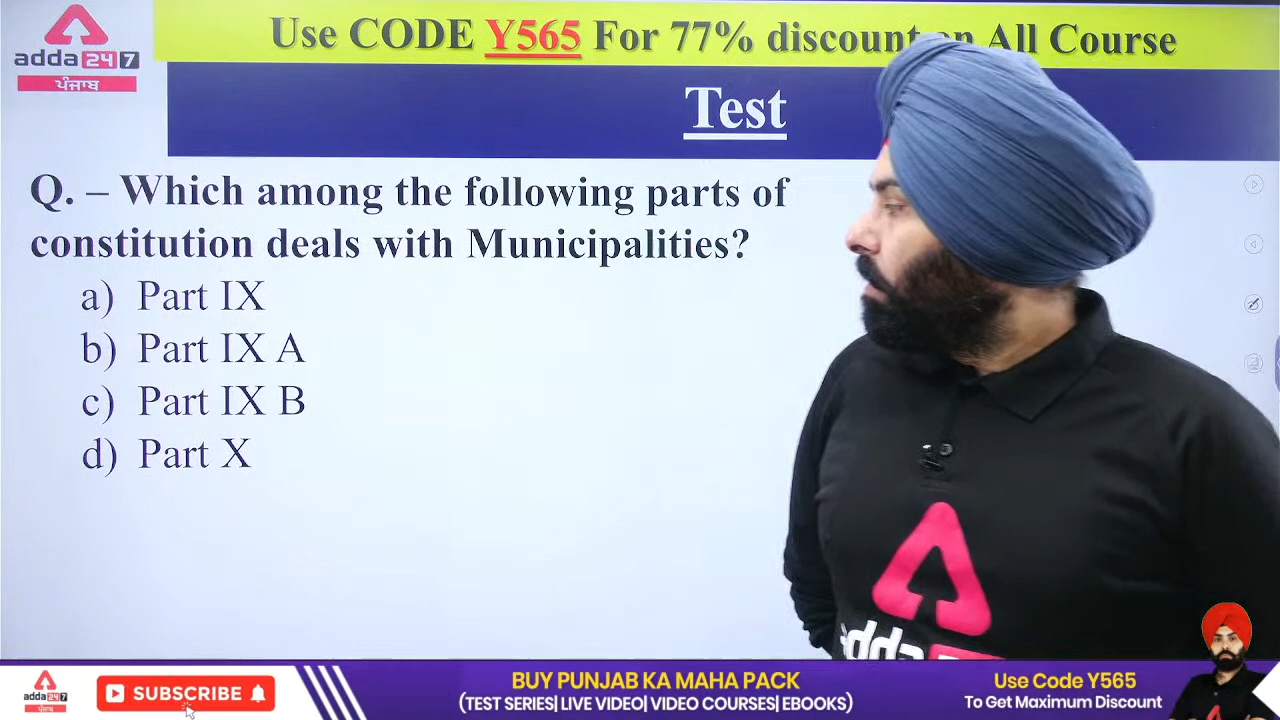 Use CODE Y565 For 77% discount on All Course
adda 247
ਪੰਜਾਬ
Test
Q. – Which among the following parts of
constitution deals with Municipalities?
a) Part IX
b) Part IX A
c) Part IX B
d) Part X
adda
adda 247
ਪੰਜਾਬ
SUBSCRIBE
BUY PUNJAB KA MAHA PACK
(TEST SERIES| LIVE VIDEO| VIDEO COURSES| EBOOKS)
Use Code Y565
To Get Maximum Discount